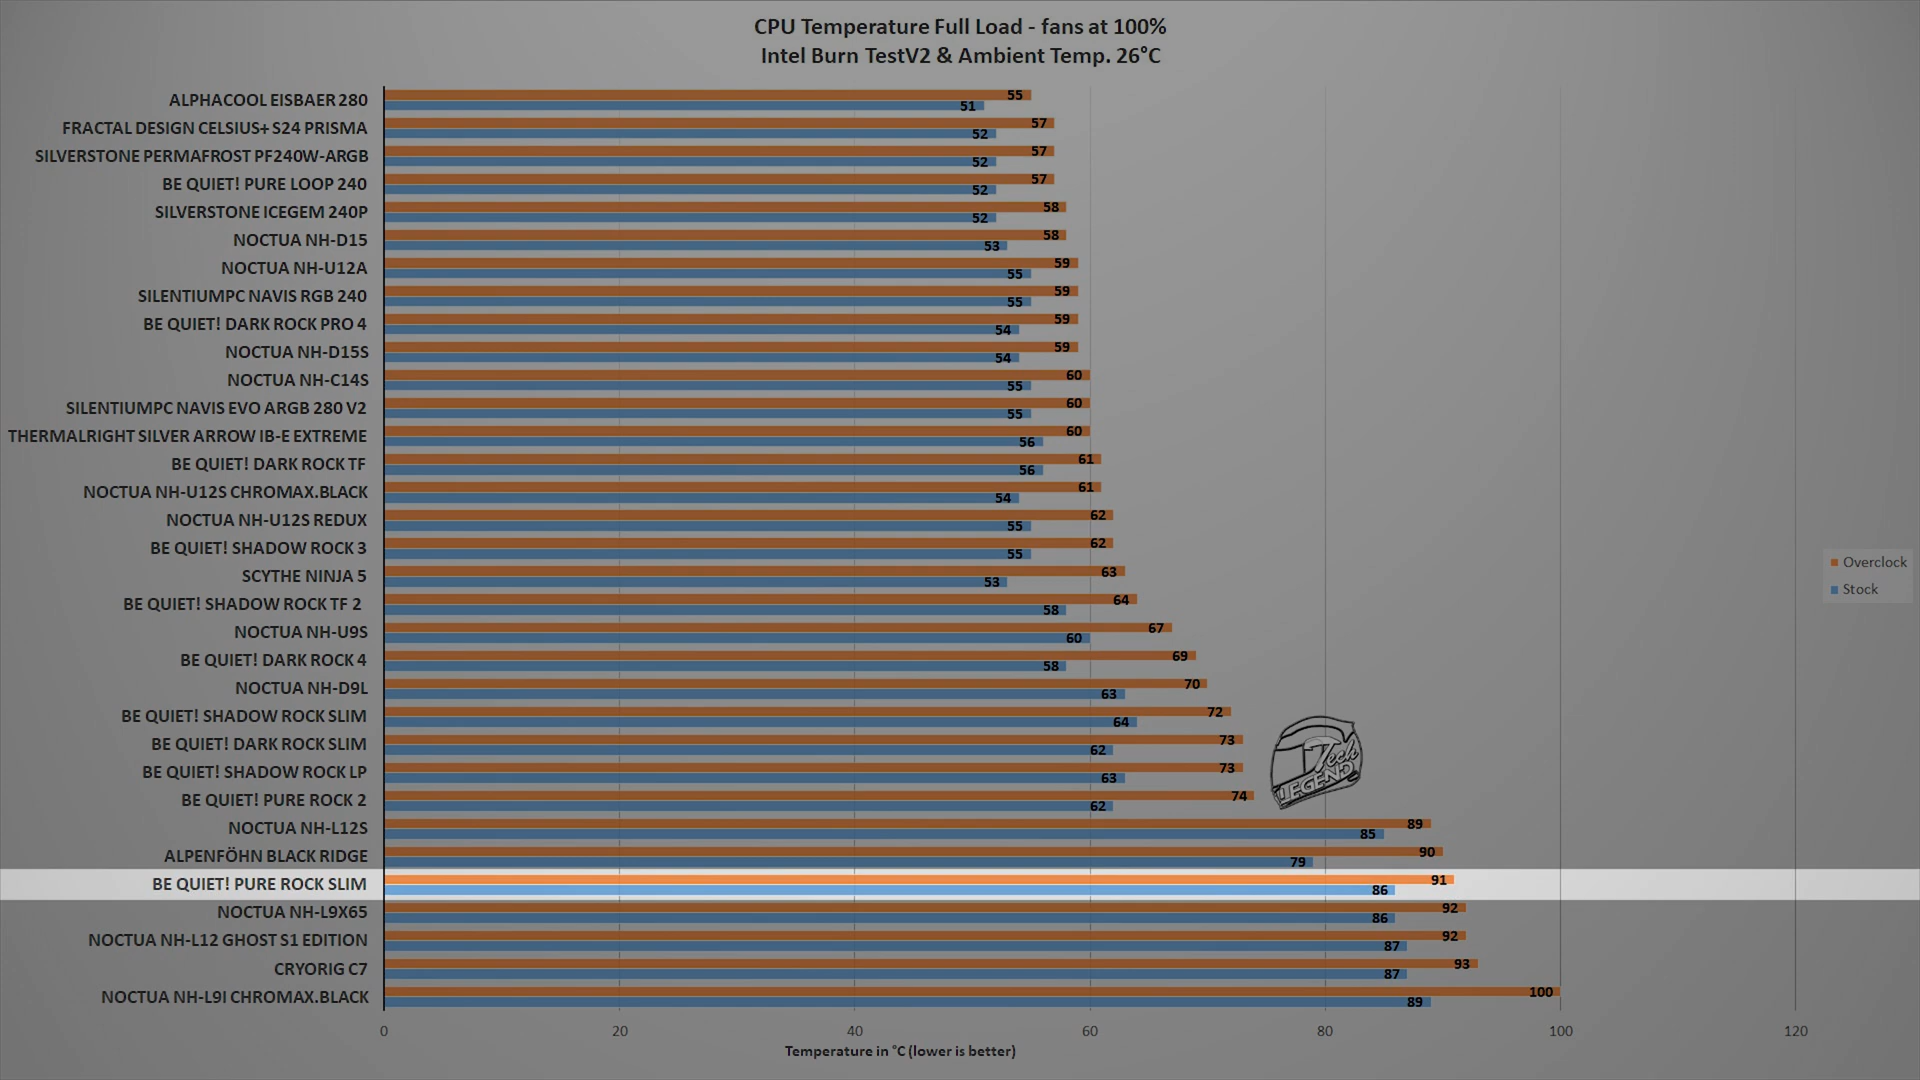 CPU Temperature Full Load - fans at 100%
Intel Burn TestV2 & Ambient Temp. 26°C
ALPHACOOL EISBAER 280 55 51
FRACTAL DESIGN CELSIUS+ S24 PRISMA 57 52
SILVERSTONE PERMAFROST PF240W-ARGB 57 52
BE QUIET! PURE LOOP 240 57 52
SILVERSTONE ICEGEM 240P 58 52
NOCTUA NH-D15 58 53
NOCTUA NH-U12A 59 55
SILENTIUMPC NAVIS RGB 240 59 55
BE QUIET! DARK ROCK PRO 4 59 54
NOCTUA NH-D15S 59 54
NOCTUA NH-C14S 60 55
SILENTIUMPC NAVIS EVO ARGB 280 V2 60 55
THERMALRIGHT SILVER ARROW IB-E EXTREME 60 56
BE QUIET! DARK ROCK TF 61 56
NOCTUA NH-U12S CHROMAX.BLACK 61 54
NOCTUA NH-U12S REDUX 62 55
BE QUIET! SHADOW ROCK 3 62 55
SCYTHE NINJA 5 63 53
BE QUIET! SHADOW ROCK TF 2 64 58
NOCTUA NH-U9S 67 60
BE QUIET! DARK ROCK 4 69 58
NOCTUA NH-D9L 70 63
BE QUIET! SHADOW ROCK SLIM 72 64
BE QUIET! DARK ROCK SLIM 73 62
BE QUIET! SHADOW ROCK LP 73 63
BE QUIET! PURE ROCK 2 74 62
NOCTUA NH-L12S 89 85
ALPENFÖHN BLACK RIDGE 90 79
BE QUIET! PURE ROCK SLIM 91 86
NOCTUA NH-L9X65 92 86
NOCTUA NH-L12 GHOST S1 EDITION 92 87
CRYORIG C7 93 87
NOCTUA NH-L9I CHROMAX.BLACK 100 89
0 20 40 60 80 100 120
Temperature in °C (lower is better)
Overclock
Stock
Tech
LEGEND